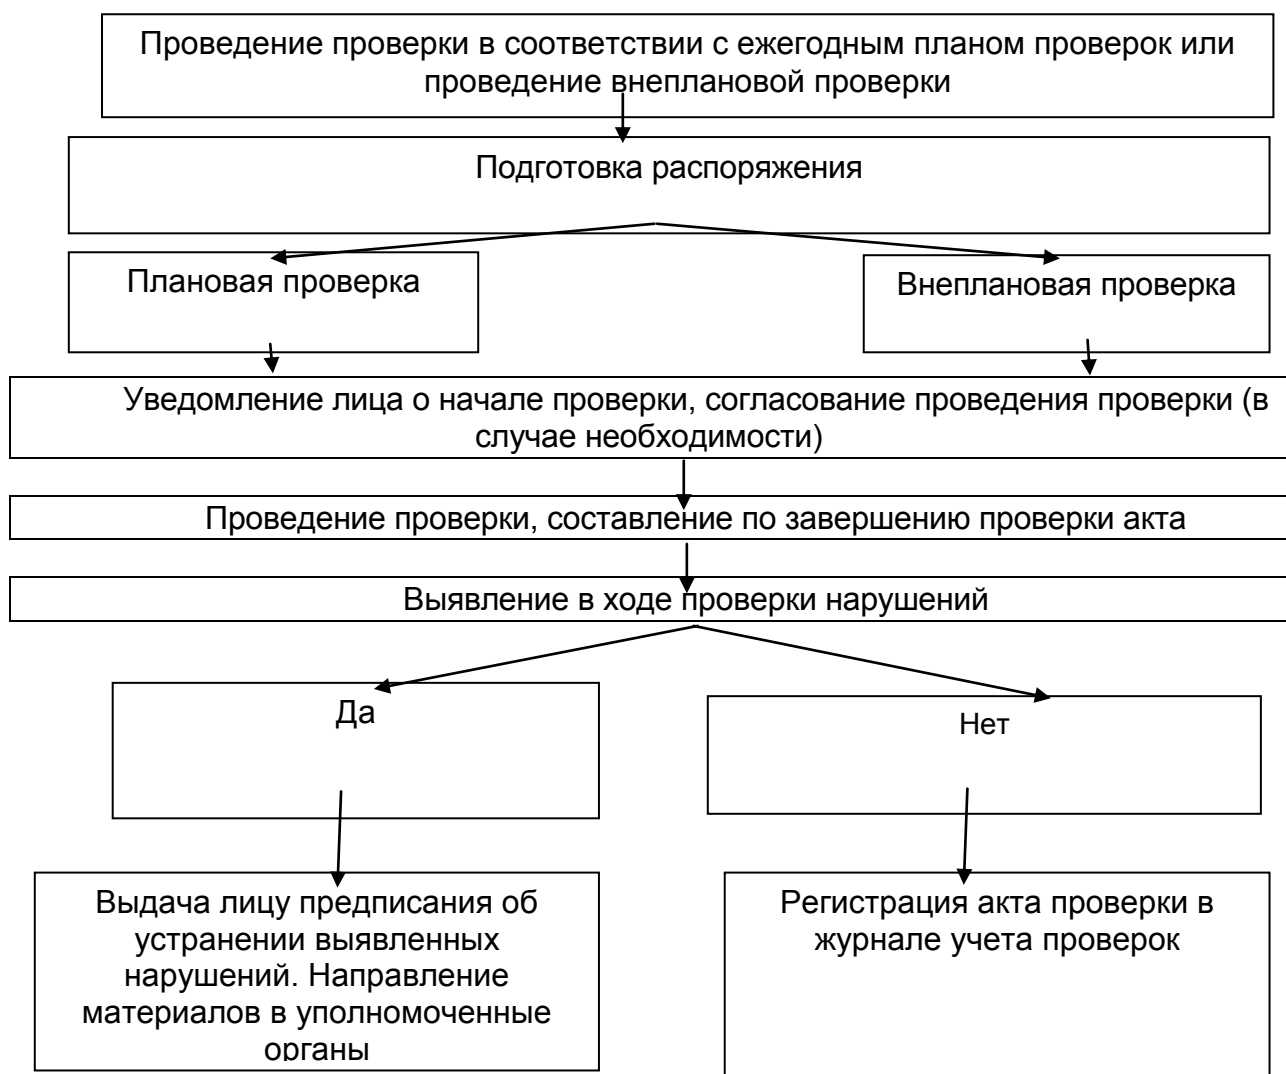 Проведение проверки в соответствии с ежегодным планом проверок или
проведение внеплановой проверки
Подготовка распоряжения
Плановая проверка
Внеплановая проверка
Уведомление лица о начале проверки, согласование проведения проверки (в
случае необходимости)
Проведение проверки, составление по завершению проверки акта
Выявление в ходе проверки нарушений
Да
Нет
Выдача лицу предписания об
устранении выявленных
нарушений. Направление
материалов в уполномоченные
органы
Регистрация акта проверки в
журнале учета проверок